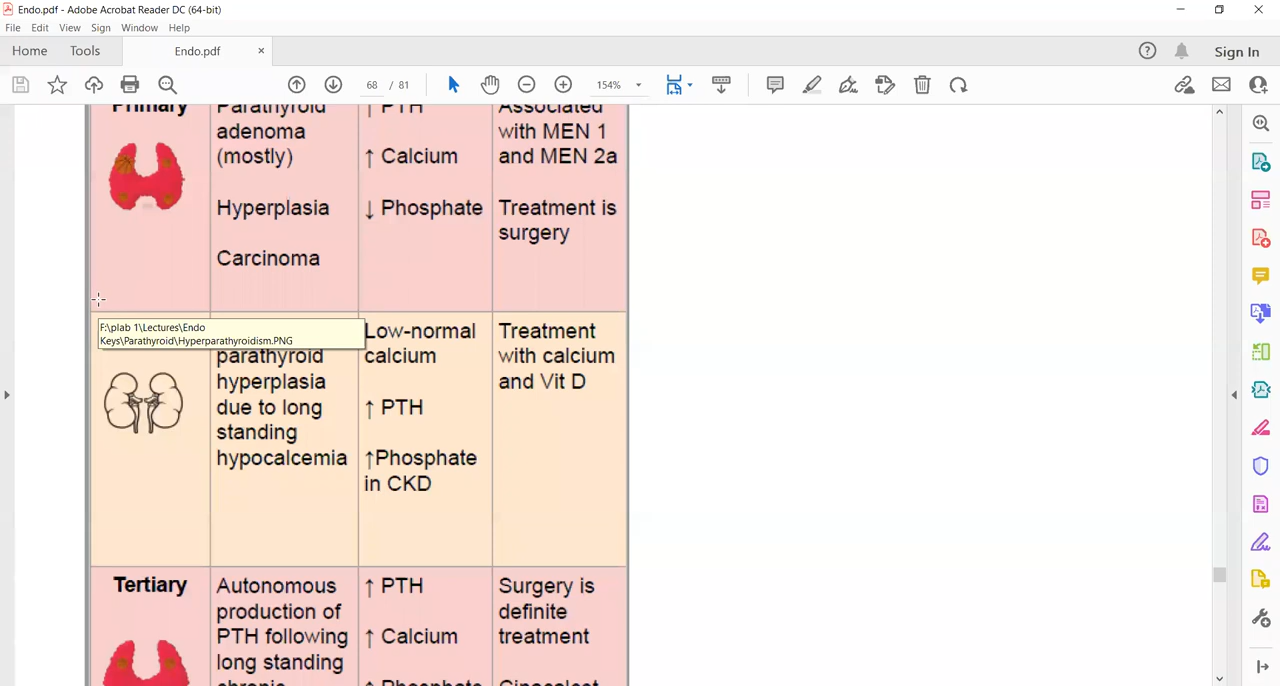 Endo.pdf - Adobe Acrobat Reader DC (64-bit)
File Edit View Sign Window Help
Home Tools Endo.pdf × Sign In
68 / 81 154%
Primary
Parathyroid
adenoma
(mostly)
Hyperplasia
Carcinoma
↑ PTH
↑ Calcium
↓ Phosphate
Associated
with MEN 1
and MEN 2a
Treatment is
surgery
F:\plab 1\Lectures\Endo
Keys\Parathyroid\Hyperparathyroidism.PNG
parathyroid
hyperplasia
due to long
standing
hypocalcemia
Low-normal
calcium
↑ PTH
↑Phosphate
in CKD
Treatment
with calcium
and Vit D
Tertiary
Autonomous
production of
PTH following
long standing
chronic
↑ PTH
↑ Calcium
↑ Phosphate
Surgery is
definite
treatment